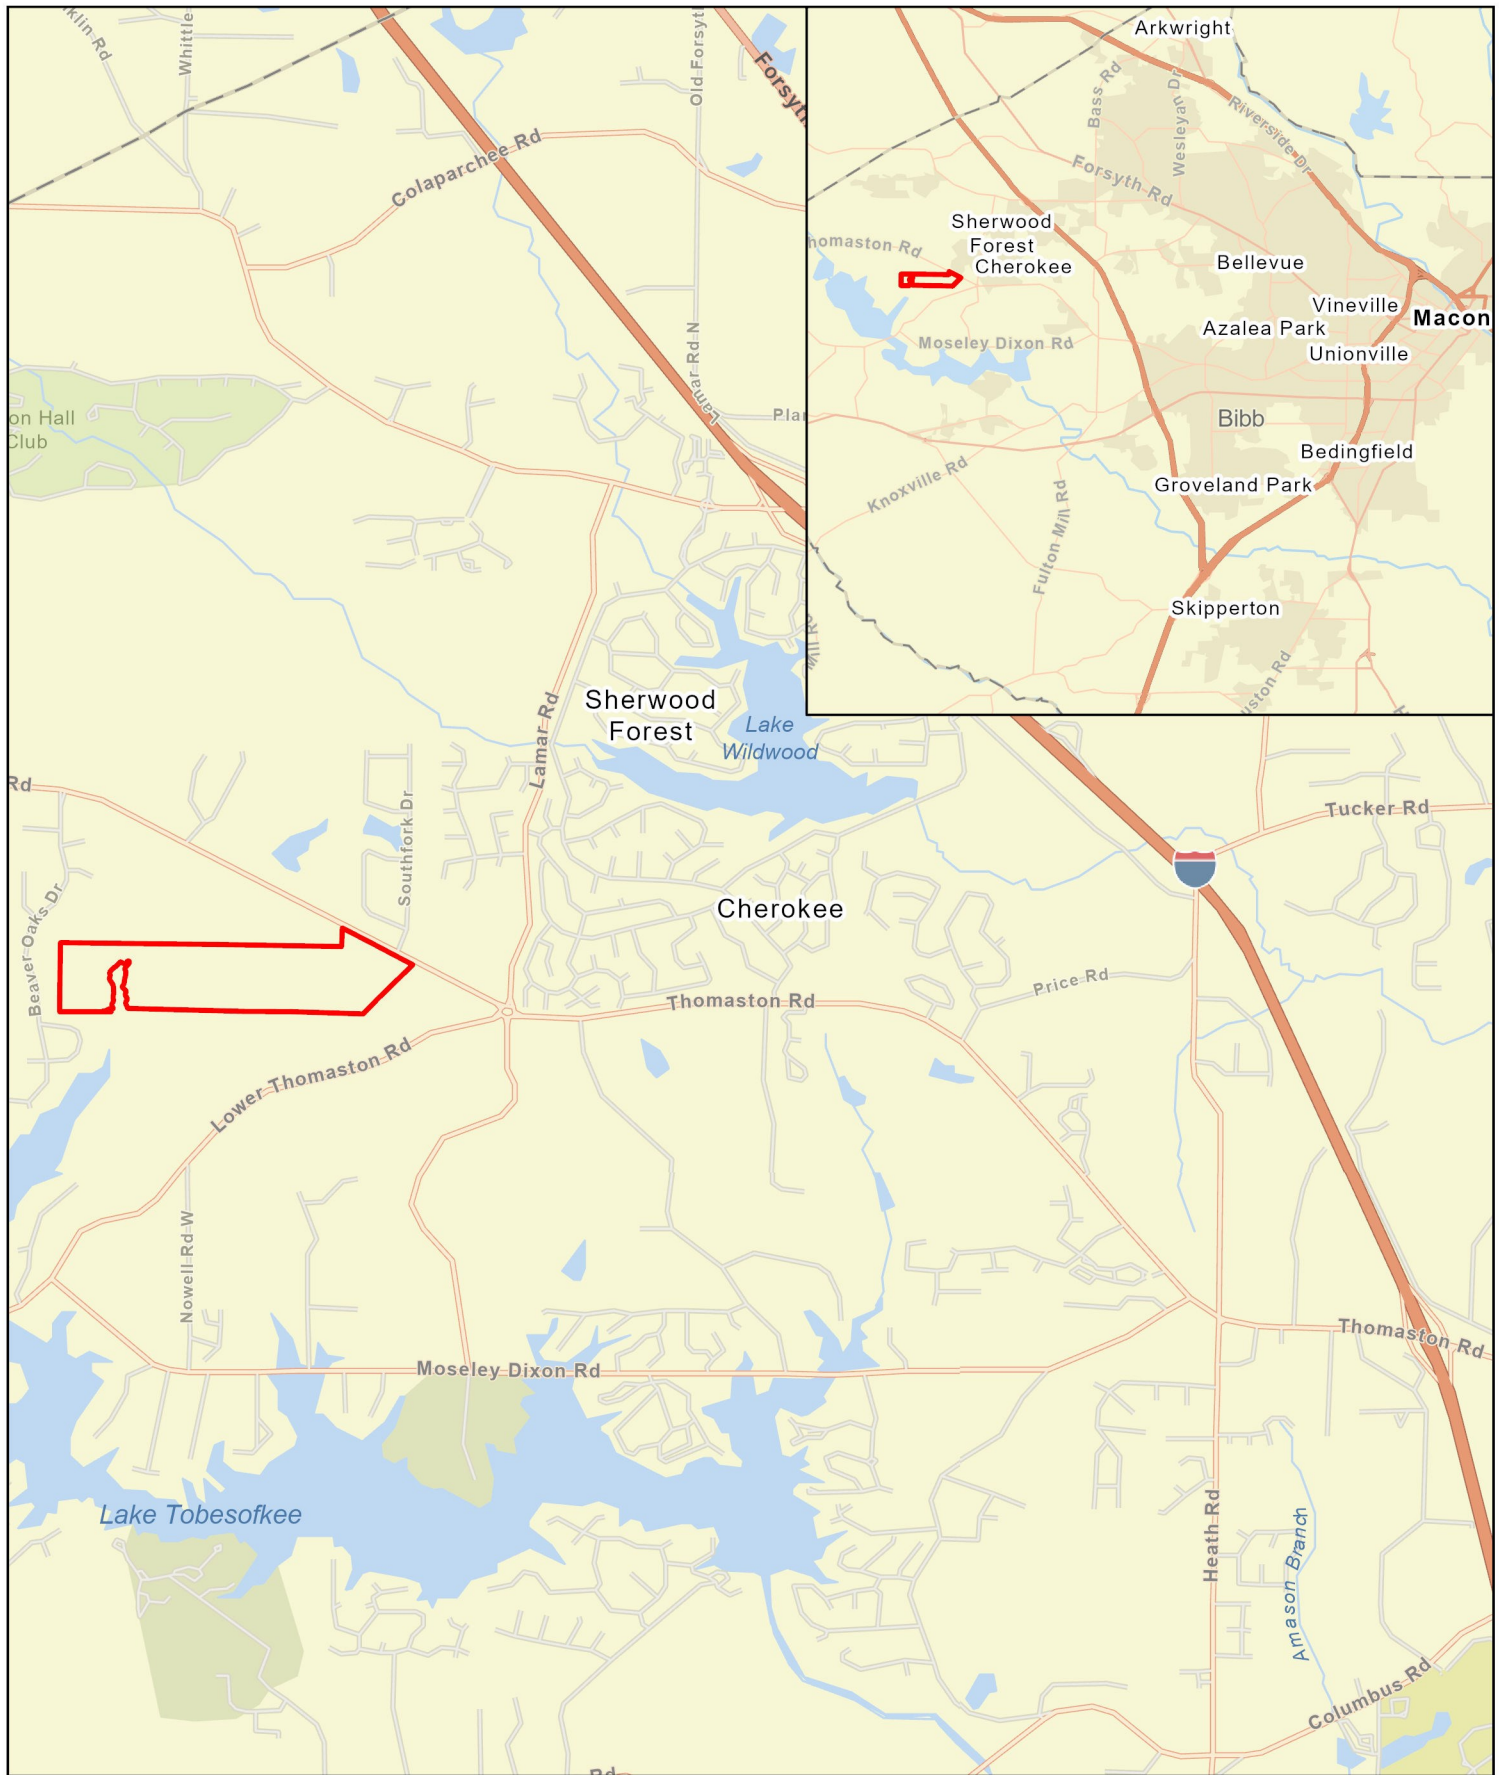 Whittle
Old Forsyth
Forsyth
Colaparchee Rd
Lamar Rd N
on Hall
Club
Lamar Rd
Sherwood
Forest
Lake
Wildwood
Mill R
Rd
Southfork Dr
Beaver Oaks Dr
Cherokee
Tucker Rd
Thomaston Rd
Price Rd
Lower Thomaston Rd
Nowell Rd W
Moseley Dixon Rd
Thomaston Rd
Lake Tobesofkee
Heath Rd
Amason Branch
Columbus Rd
Rd
Arkwright
Bass Rd
Wesleyan Dr
Riverside Dr
Forsyth Rd
Sherwood
Forest
homaston Rd
Cherokee
Bellevue
Vineville
Macon
Azalea Park
Unionville
Moseley Dixon Rd
Bibb
Bedingfield
Knoxville Rd
Groveland Park
Fulton Mill Rd
Skipperton
uston Rd